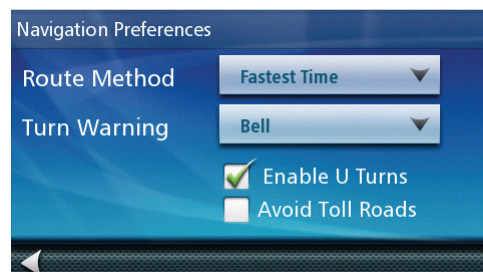 Navigation Preferences
Route Method Fastest Time
Turn Warning Bell
Enable U Turns
Avoid Toll Roads